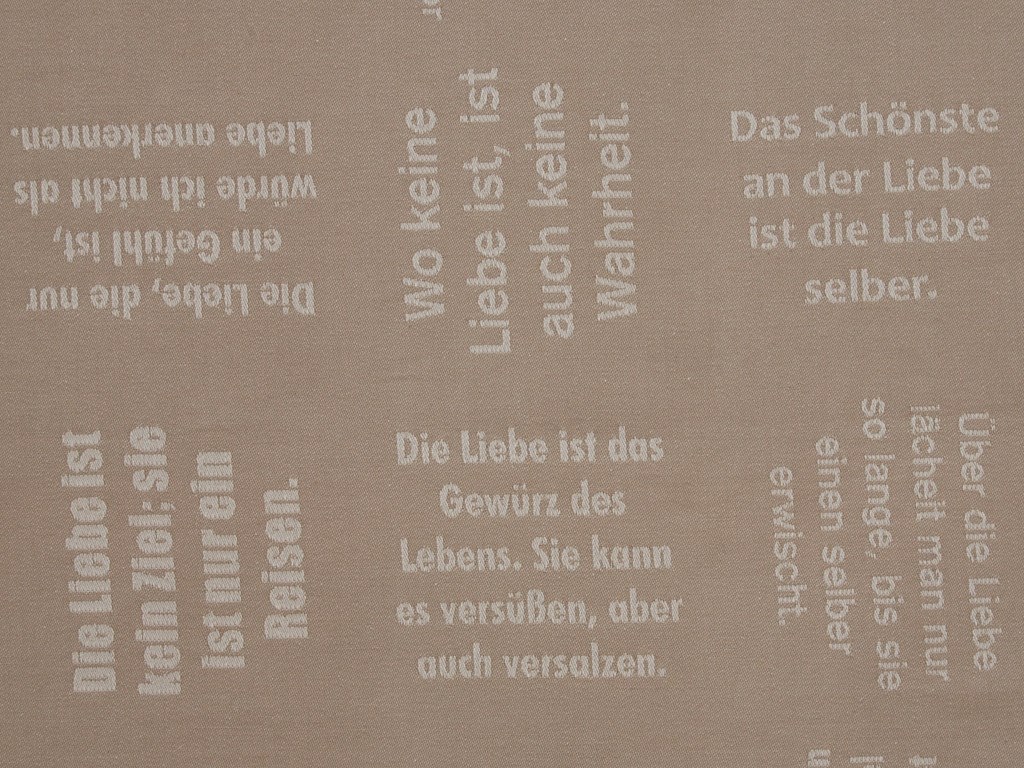 Die Liebe, die nur
ein Gefühl ist,
würde ich nicht als
Liebe anerkennen.
Wo keine
Liebe ist, ist
auch keine
Wahrheit.
Das Schönste
an der Liebe
ist die Liebe
selber.
Die Liebe ist
kein Ziel; sie
ist nur ein
Reisen.
Die Liebe ist das
Gewürz des
Lebens. Sie kann
es versüßen, aber
auch versalzen.
Über die Liebe
lächelt man nur
so lange, bis sie
einen selber
erwischt.